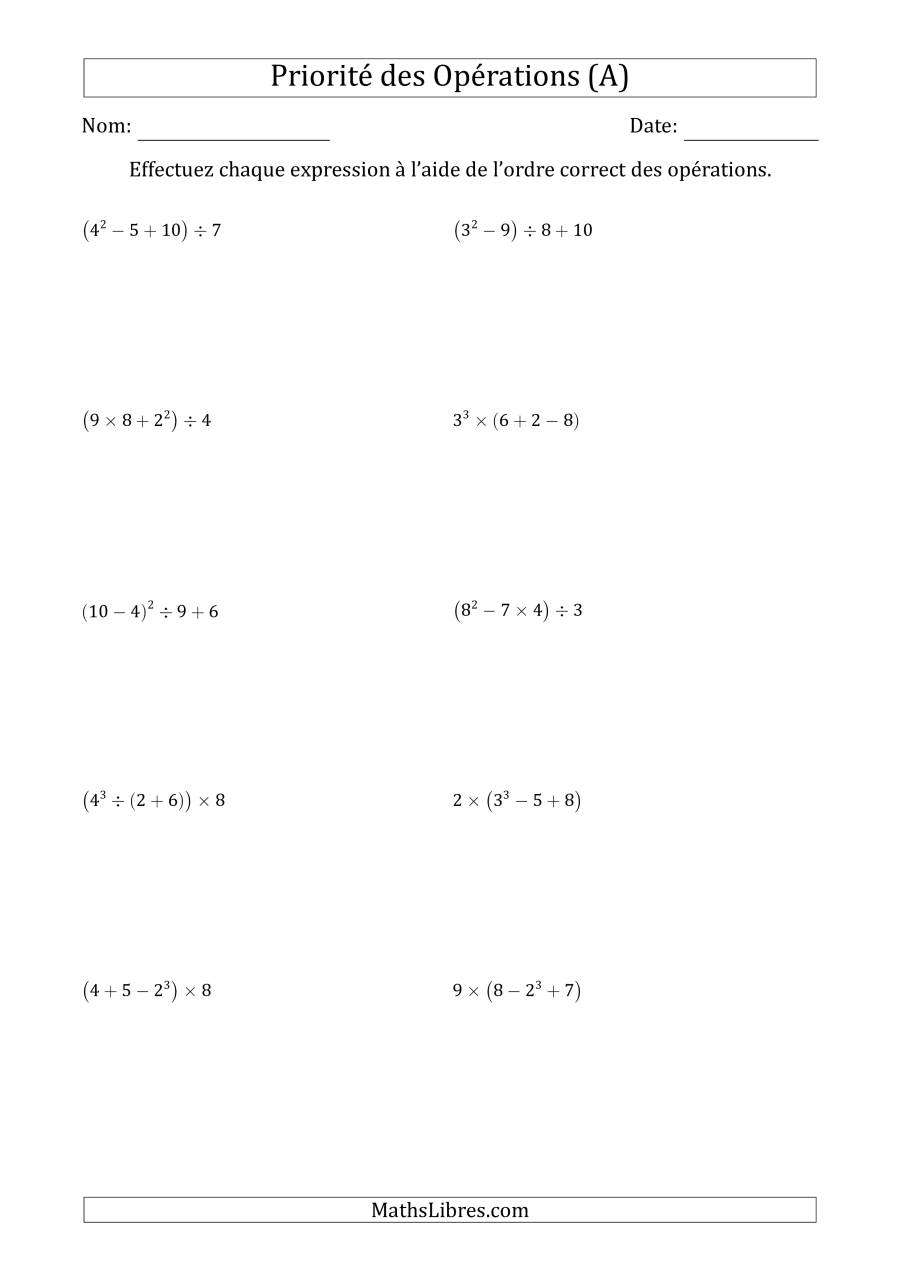 Priorité des Opérations (A)
Nom: Date:
Effectuez chaque expression à l’aide de l’ordre correct des opérations.
(4² − 5 + 10) ÷ 7
(3² − 9) ÷ 8 + 10
(9 × 8 + 2²) ÷ 4
3³ × (6 + 2 − 8)
(10 − 4)² ÷ 9 + 6
(8² − 7 × 4) ÷ 3
(4³ ÷ (2 + 6)) × 8
2 × (3³ − 5 + 8)
(4 + 5 − 2³) × 8
9 × (8 − 2³ + 7)
MathsLibres.com